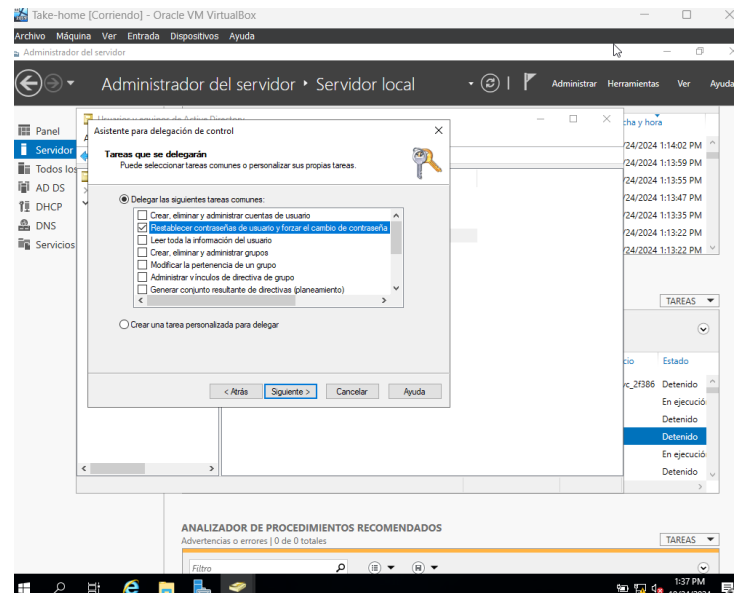 Take-home [Corriendo] - Oracle VM VirtualBox
Archivo Máquina Ver Entrada Dispositivos Ayuda
Administrador del servidor
Administrador del servidor • Servidor local
Administrar Herramientas Ver Ayuda
Panel
Servidor
Todos los
AD DS
DHCP
DNS
Servicios
Usuarios y equipos de Active Directory
Asistente para delegación de control
Tareas que se delegarán
Puede seleccionar tareas comunes o personalizar sus propias tareas.
Delegar las siguientes tareas comunes:
Crear, eliminar y administrar cuentas de usuario
Restablecer contraseñas de usuario y forzar el cambio de contraseña
Leer toda la información del usuario
Crear, eliminar y administrar grupos
Modificar la pertenencia de un grupo
Administrar vínculos de directiva de grupo
Generar conjunto resultante de directivas (planeamiento)
Crear una tarea personalizada para delegar
< Atrás Siguiente > Cancelar Ayuda
cha y hora
/24/2024 1:14:02 PM
/24/2024 1:13:59 PM
/24/2024 1:13:55 PM
/24/2024 1:13:47 PM
/24/2024 1:13:35 PM
/24/2024 1:13:22 PM
/24/2024 1:13:22 PM
TAREAS
cio Estado
vc_2f386 Detenido
En ejecució
Detenido
Detenido
En ejecució
Detenido
ANALIZADOR DE PROCEDIMIENTOS RECOMENDADOS
Advertencias o errores | 0 de 0 totales
TAREAS
Filtro
1:37 PM